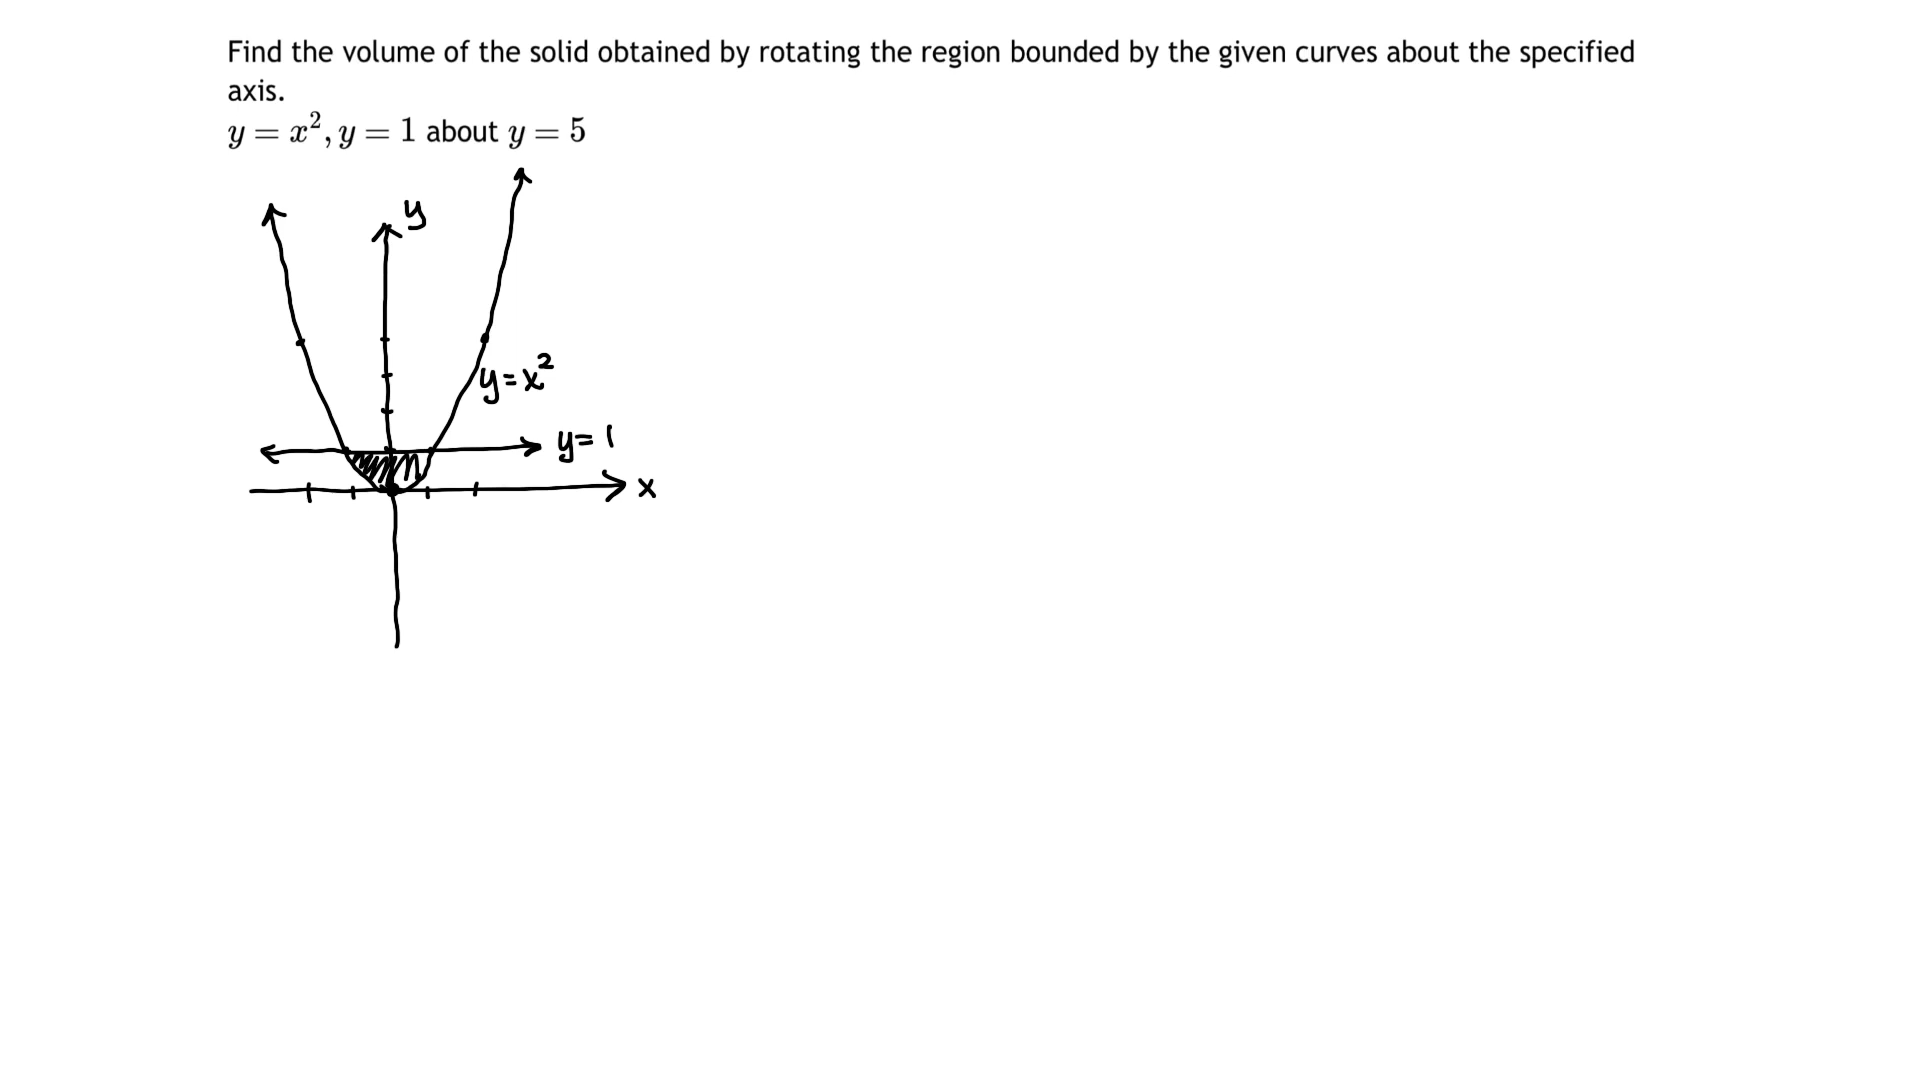 Find the volume of the solid obtained by rotating the region bounded by the given curves about the specified
axis.
y = x², y = 1 about y = 5
y
y=x²
y=1
x